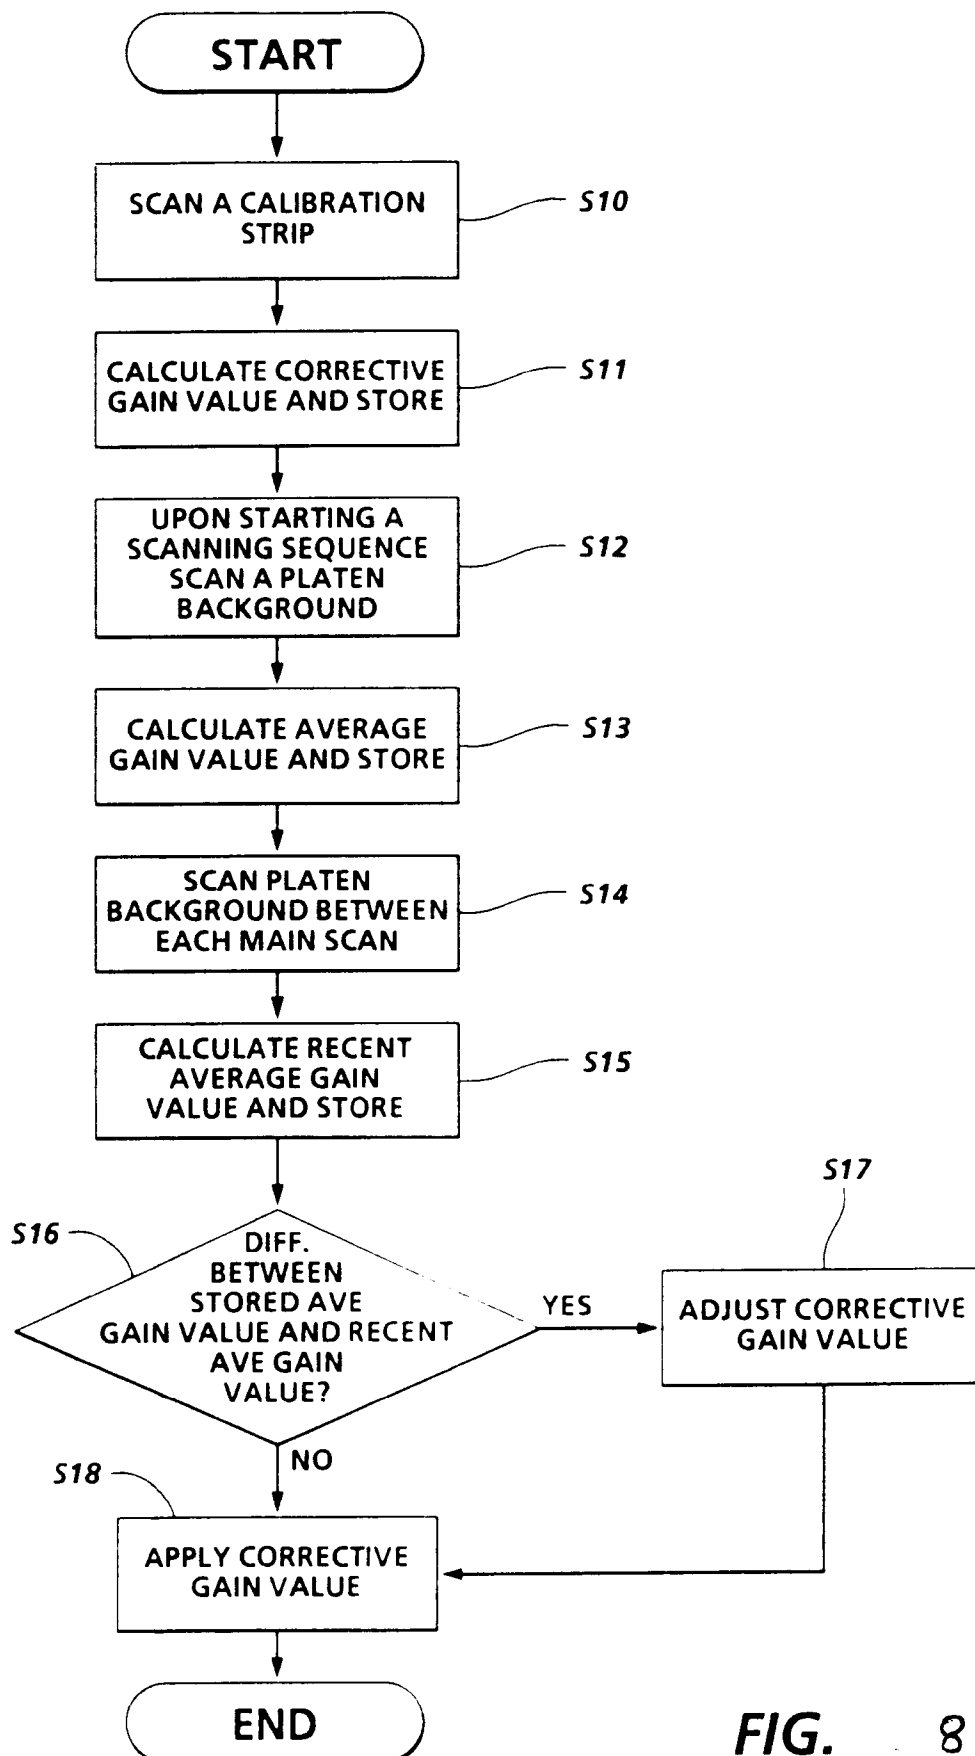 START
SCAN A CALIBRATION
STRIP
S10
CALCULATE CORRECTIVE
GAIN VALUE AND STORE
S11
UPON STARTING A
SCANNING SEQUENCE
SCAN A PLATEN
BACKGROUND
S12
CALCULATE AVERAGE
GAIN VALUE AND STORE
S13
SCAN PLATEN
BACKGROUND BETWEEN
EACH MAIN SCAN
S14
CALCULATE RECENT
AVERAGE GAIN
VALUE AND STORE
S15
S16
DIFF.
BETWEEN
STORED AVE
GAIN VALUE AND RECENT
AVE GAIN
VALUE?
YES
S17
ADJUST CORRECTIVE
GAIN VALUE
NO
S18
APPLY CORRECTIVE
GAIN VALUE
END
FIG. 8